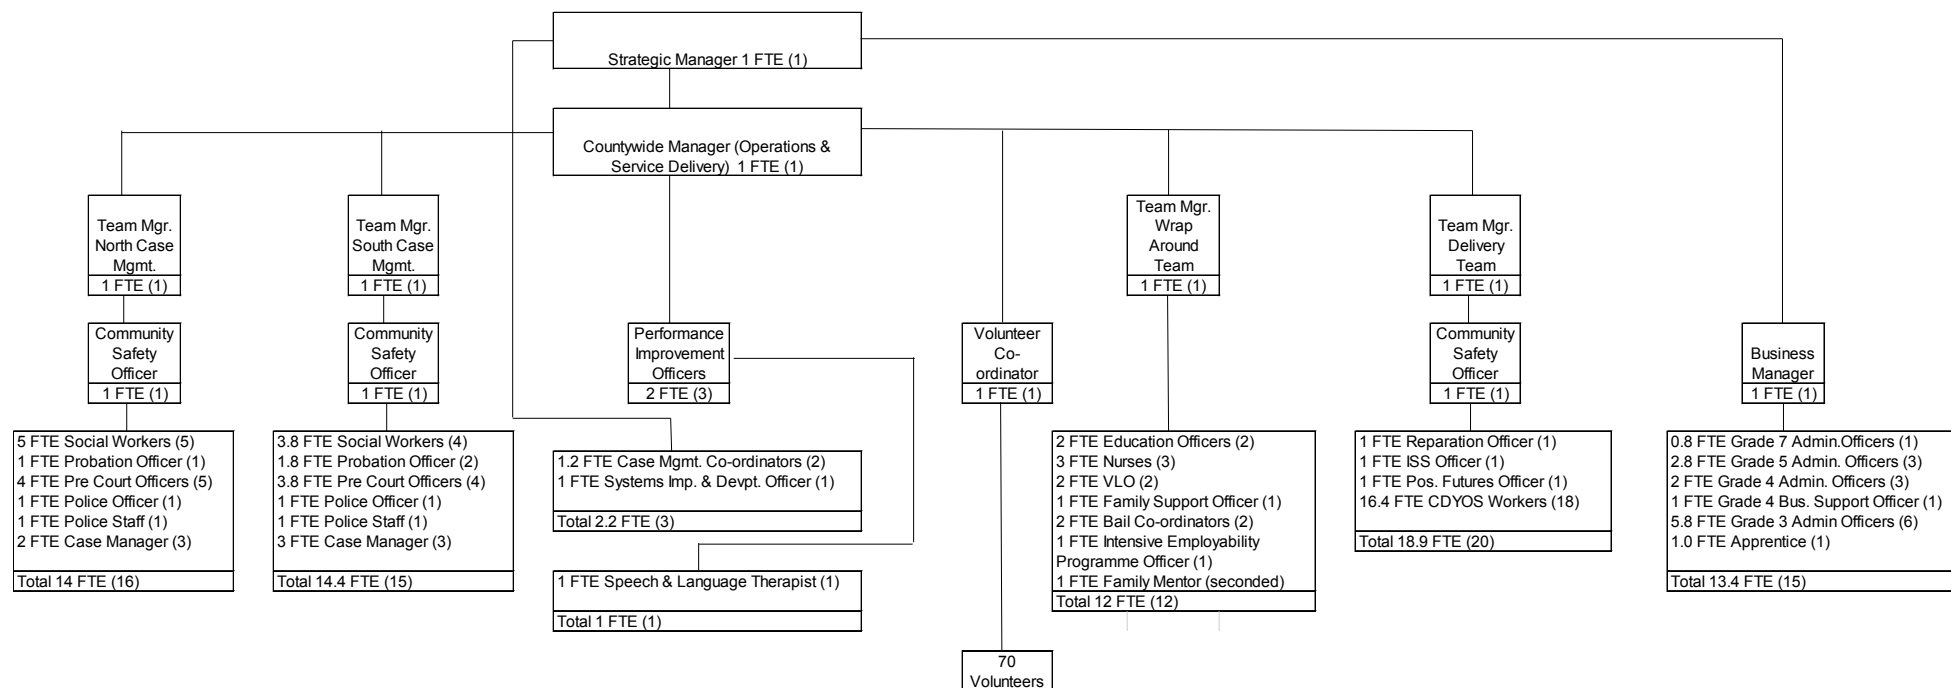 Strategic Manager 1 FTE (1)
Countywide Manager (Operations &
Service Delivery)  1 FTE (1)
Team Mgr.
North Case
Mgmt.
1 FTE (1)
Team Mgr.
South Case
Mgmt.
1 FTE (1)
Team Mgr.
Wrap
Around
Team
1 FTE (1)
Team Mgr.
Delivery
Team
1 FTE (1)
Community
Safety
Officer
1 FTE (1)
Community
Safety
Officer
1 FTE (1)
Performance
Improvement
Officers
2 FTE (3)
Volunteer
Co-
ordinator
1 FTE (1)
Community
Safety
Officer
1 FTE (1)
Business
Manager
1 FTE (1)
5 FTE Social Workers (5)
1 FTE Probation Officer (1)
4 FTE Pre Court Officers (5)
1 FTE Police Officer (1)
1 FTE Police Staff (1)
2 FTE Case Manager (3)
Total 14 FTE (16)
3.8 FTE Social Workers (4)
1.8 FTE Probation Officer (2)
3.8 FTE Pre Court Officers (4)
1 FTE Police Officer (1)
1 FTE Police Staff (1)
3 FTE Case Manager (3)
Total 14.4 FTE (15)
1.2 FTE Case Mgmt. Co-ordinators (2)
1 FTE Systems Imp. & Devpt. Officer (1)
Total 2.2 FTE (3)
1 FTE Speech & Language Therapist (1)
Total 1 FTE (1)
2 FTE Education Officers (2)
3 FTE Nurses (3)
2 FTE VLO (2)
1 FTE Family Support Officer (1)
2 FTE Bail Co-ordinators (2)
1 FTE Intensive Employability
Programme Officer (1)
1 FTE Family Mentor (seconded)
Total 12 FTE (12)
1 FTE Reparation Officer (1)
1 FTE ISS Officer (1)
1 FTE Pos. Futures Officer (1)
16.4 FTE CDYOS Workers (18)
Total 18.9 FTE (20)
0.8 FTE Grade 7 Admin.Officers (1)
2.8 FTE Grade 5 Admin. Officers (3)
2 FTE Grade 4 Admin. Officers (3)
1 FTE Grade 4 Bus. Support Officer (1)
5.8 FTE Grade 3 Admin Officers (6)
1.0 FTE Apprentice (1)
Total 13.4 FTE (15)
70
Volunteers